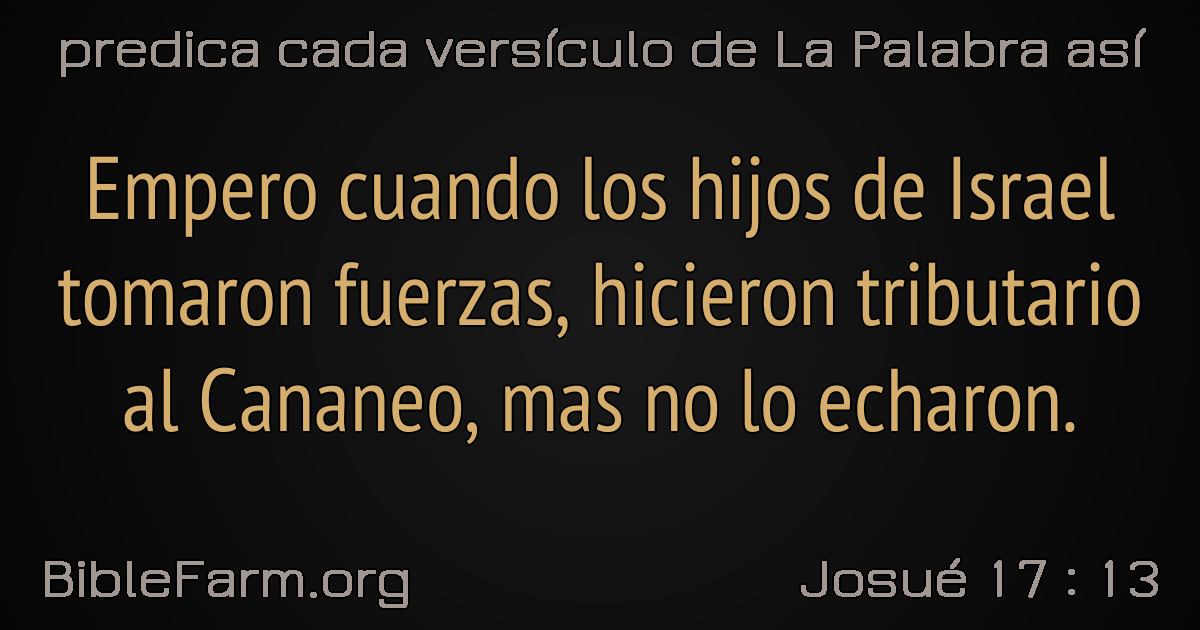 predica cada versículo de La Palabra así
Empero cuando los hijos de Israel
tomaron fuerzas, hicieron tributario
al Cananeo, mas no lo echaron.
BibleFarm.org
Josué 17 : 13